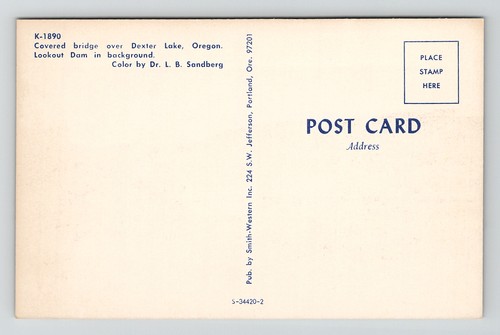 K-1890
Covered bridge over Dexter Lake, Oregon.
Lookout Dam in background.
Color by Dr. L. B. Sandberg
Pub. by Smith-Western Inc. 224 S.W. Jefferson, Portland, Ore. 97201
S-34420-2
PLACE
STAMP
HERE
POST CARD
Address